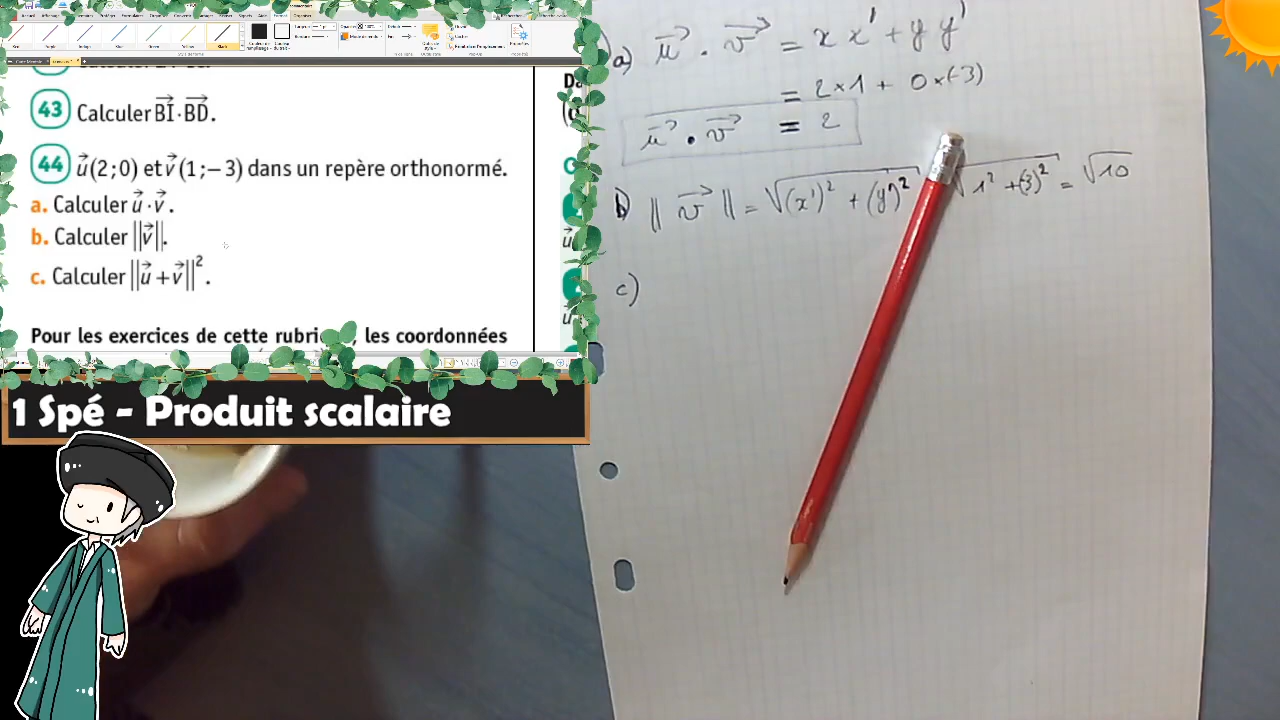 43 Calculer BI⃗ · BD⃗.
44 u⃗(2 ; 0) et v⃗(1 ; − 3) dans un repère orthonormé.
a. Calculer u⃗ · v⃗.
b. Calculer ||v⃗||.
c. Calculer ||u⃗ + v⃗||².
Pour les exercices de cette , les coordonnées
1 Spé - Produit scalaire
a) u⃗ . v⃗ = x x' + y y'
= 2 × 1 + 0 × (-3)
u⃗ . v⃗ = 2
b) || v⃗ || = √((x')² + (y')²) √(1² + (3)²) = √10
c)